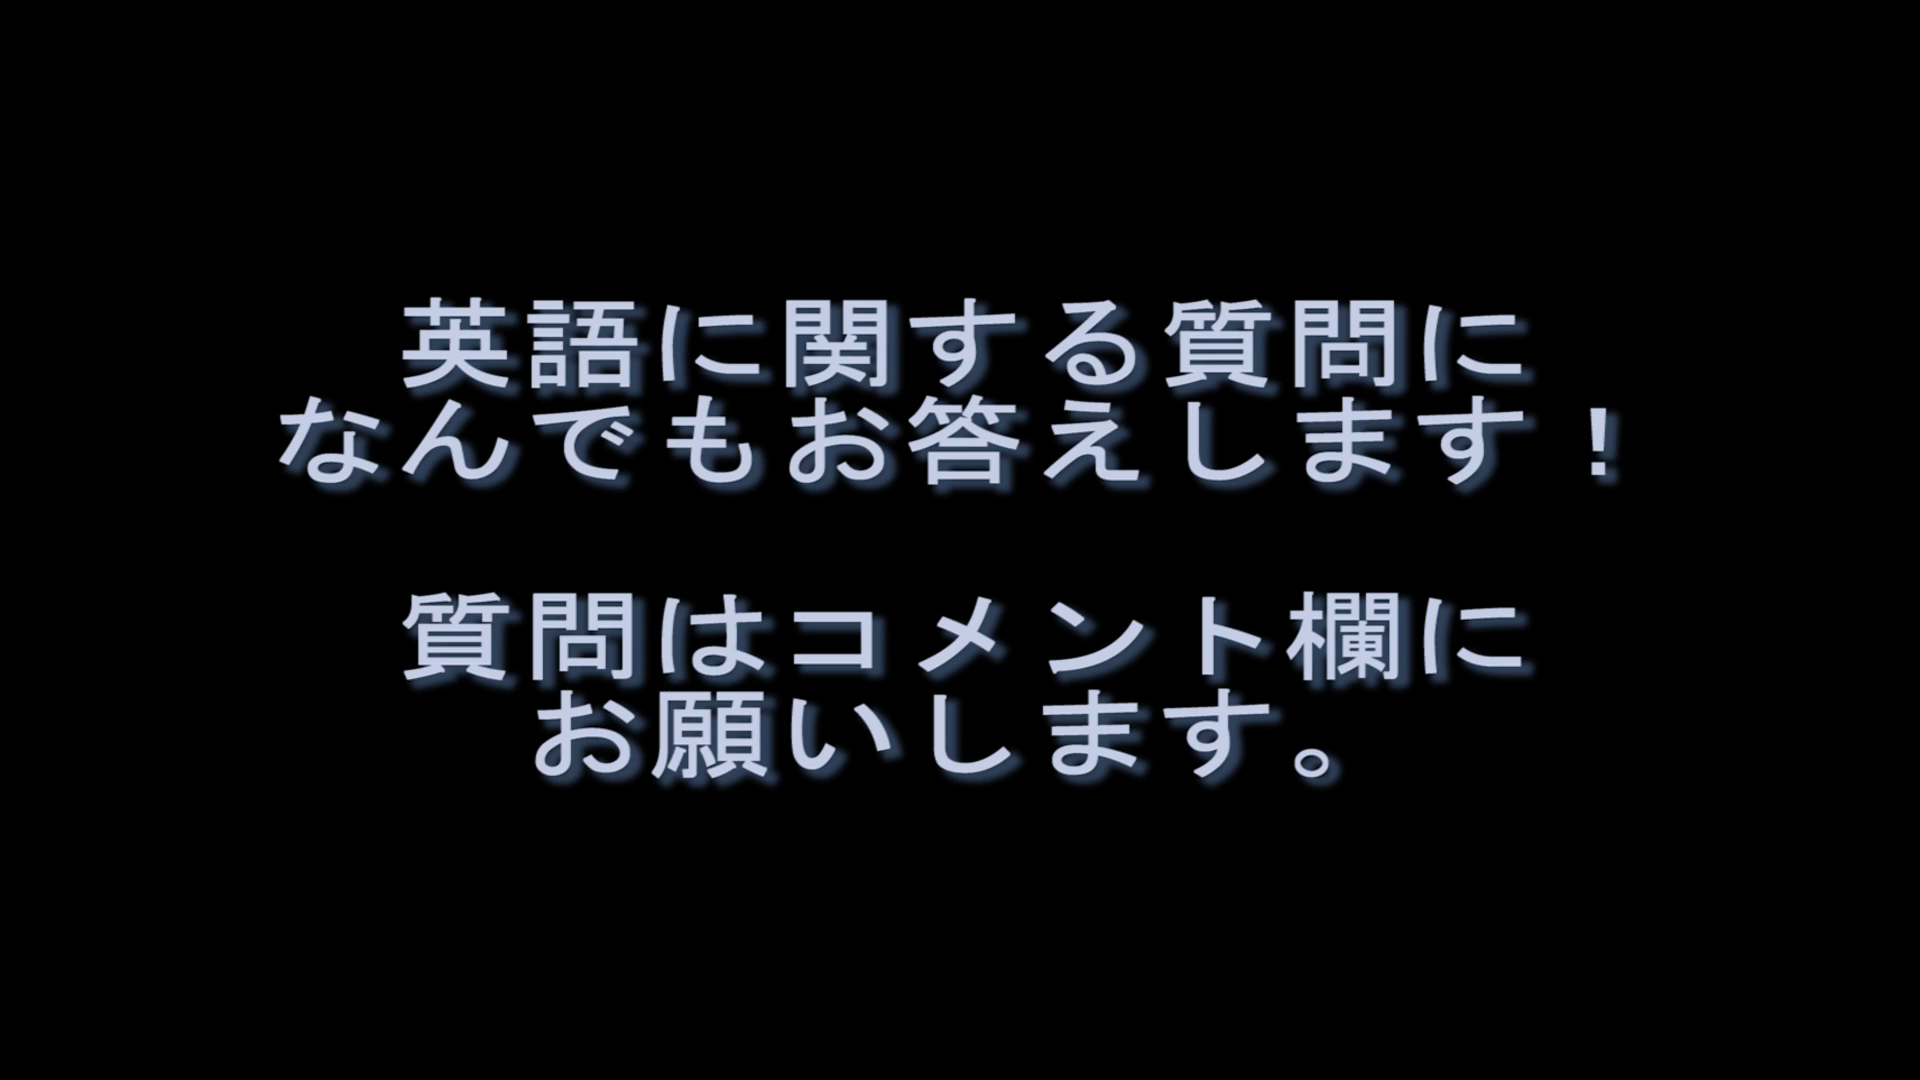 英語に関する質問に
なんでもお答えします！
質問はコメント欄に
お願いします。